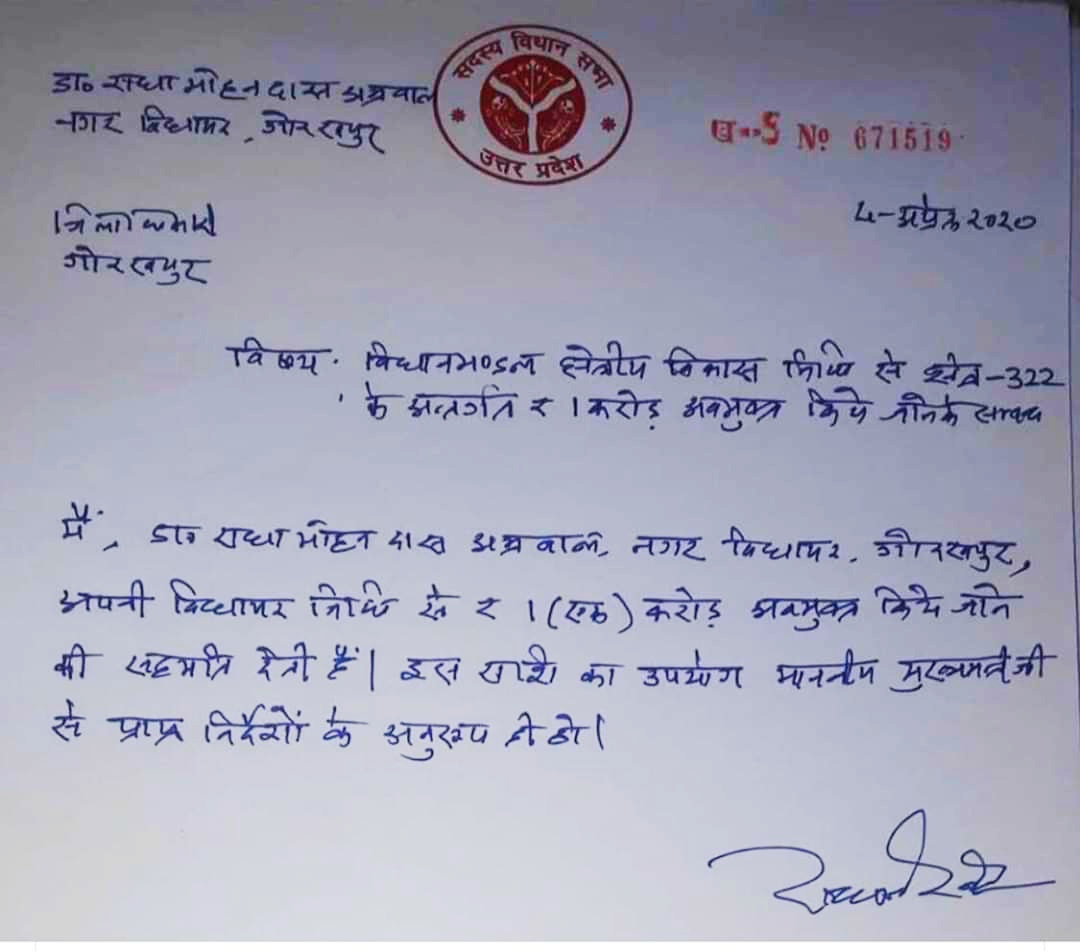 सदस्य विधान सभा
उत्तर प्रदेश
डा० राधा मोहन दास अग्रवाल
नगर विधायक, गोरखपुर
ब--5 № 671519
4-अप्रैल 2020
जिलाधिकारी
गोरखपुर
विषय. विधानमण्डल क्षेत्रीय विकास निधि से क्षेत्र-322
के अन्तर्गत ₹ 1 करोड़ अवमुक्त किये जाने के सम्बन्ध
मैं, डा० राधा मोहन दास अग्रवाल, नगर विधायक, गोरखपुर,
अपनी विधायक निधि से ₹ 1 (एक) करोड़ अवमुक्त किये जाने
की सहमति देता हूँ। इस राशि का उपयोग माननीय मुख्यमंत्री जी
से प्राप्त निर्देशों के अनुरूप ही हो।